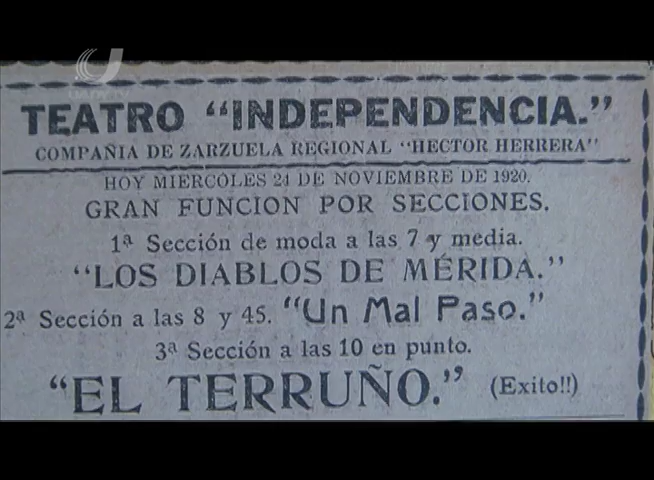 TEATRO "INDEPENDENCIA."
COMPAÑIA DE ZARZUELA REGIONAL "HECTOR HERRERA"
HOY MIERCOLES 24 DE NOVIEMBRE DE 1920.
GRAN FUNCION POR SECCIONES.
1ª Sección de moda a las 7 y media.
"LOS DIABLOS DE MÉRIDA."
2ª Sección a las 8 y 45. "Un Mal Paso."
3ª Sección a las 10 en punto.
"EL TERRUÑO." (Exito!!)